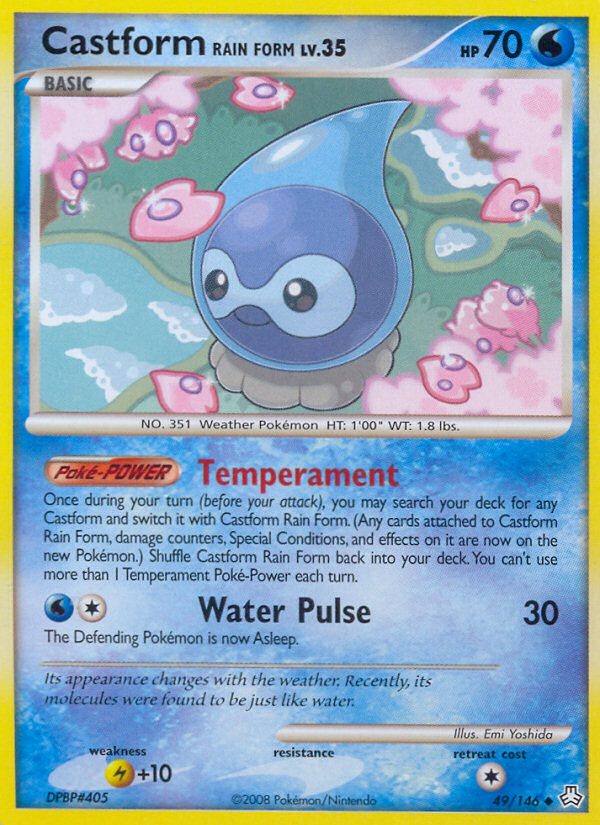 Castform RAIN FORM LV.35 HP 70
BASIC
NO. 351 Weather Pokémon HT: 1'00" WT: 1.8 lbs.
Poké-POWER Temperament
Once during your turn (before your attack), you may search your deck for any
Castform and switch it with Castform Rain Form. (Any cards attached to Castform
Rain Form, damage counters, Special Conditions, and effects on it are now on the
new Pokémon.) Shuffle Castform Rain Form back into your deck. You can't use
more than 1 Temperament Poké-Power each turn.
Water Pulse 30
The Defending Pokémon is now Asleep.
Its appearance changes with the weather. Recently, its
molecules were found to be just like water.
Illus. Emi Yoshida
weakness resistance retreat cost
+10
DPBP#405 ©2008 Pokémon/Nintendo 49/146